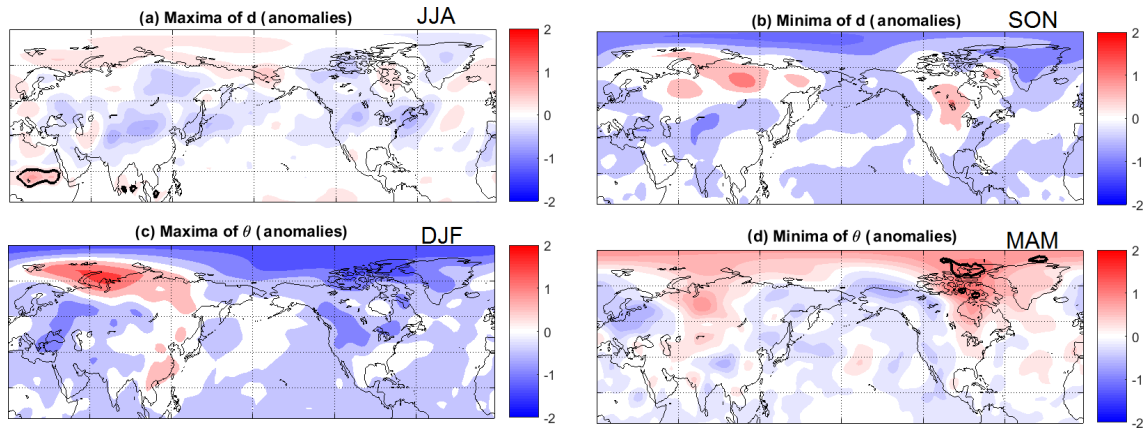 (a) Maxima of d (anomalies)
JJA
2
1
0
-1
-2
(b) Minima of d (anomalies)
SON
2
1
0
-1
-2
(c) Maxima of θ (anomalies)
DJF
2
1
0
-1
-2
(d) Minima of θ (anomalies)
MAM
2
1
0
-1
-2